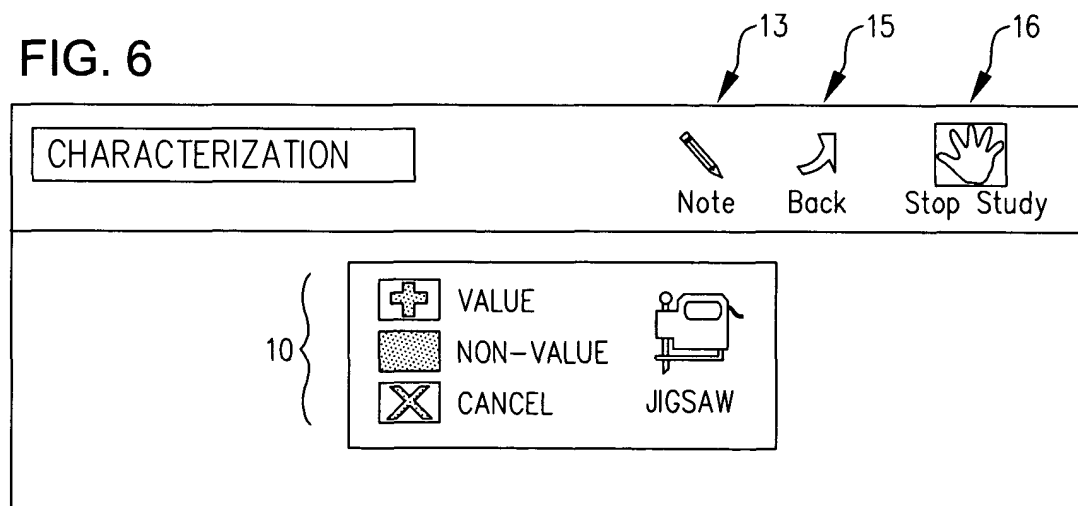 FIG. 6
13 15 16
CHARACTERIZATION
Note Back Stop Study
10
VALUE
NON-VALUE
CANCEL JIGSAW